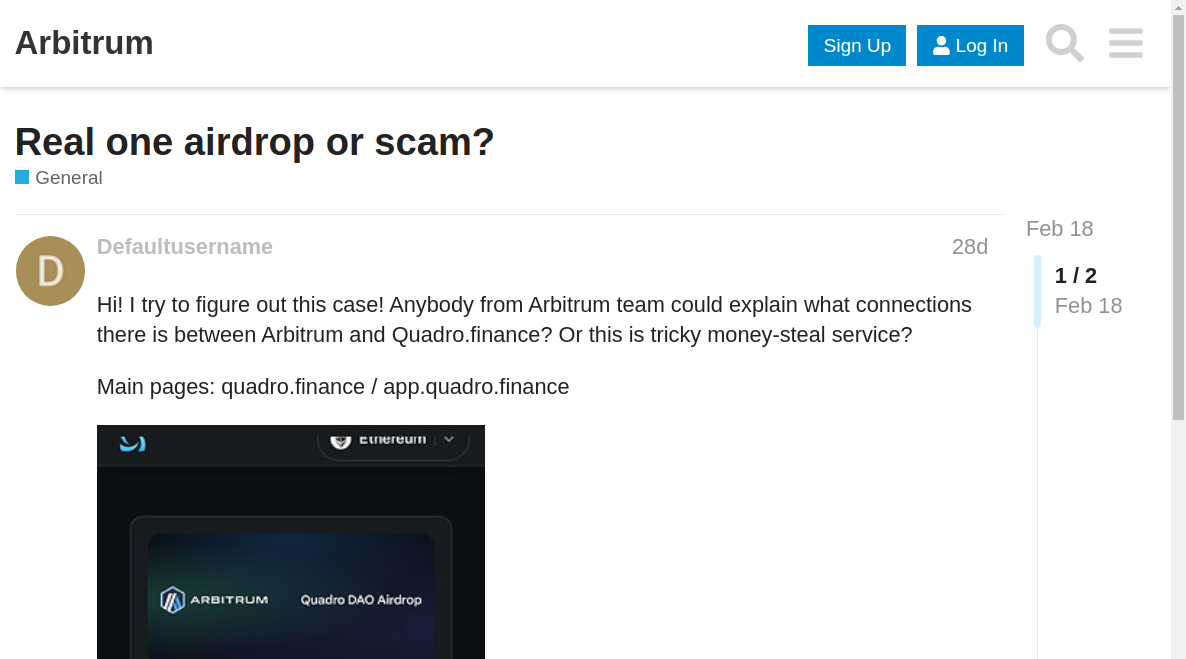 Arbitrum
Sign Up
Log In
Real one airdrop or scam?
General
Feb 18
D
Defaultusername
28d
1 / 2
Feb 18
Hi! I try to figure out this case! Anybody from Arbitrum team could explain what connections
there is between Arbitrum and Quadro.finance? Or this is tricky money-steal service?
Main pages: quadro.finance / app.quadro.finance
Ethereum
ARBITRUM
Quadro DAO Airdrop